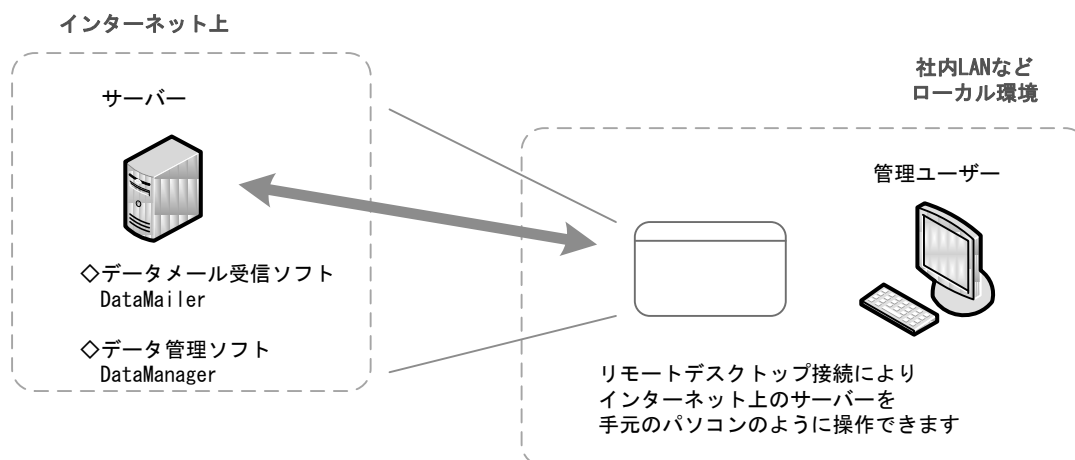 インターネット上
サーバー
◇データメール受信ソフト
DataMailer
◇データ管理ソフト
DataManager
社内LANなど
ローカル環境
管理ユーザー
リモートデスクトップ接続により
インターネット上のサーバーを
手元のパソコンのように操作できます